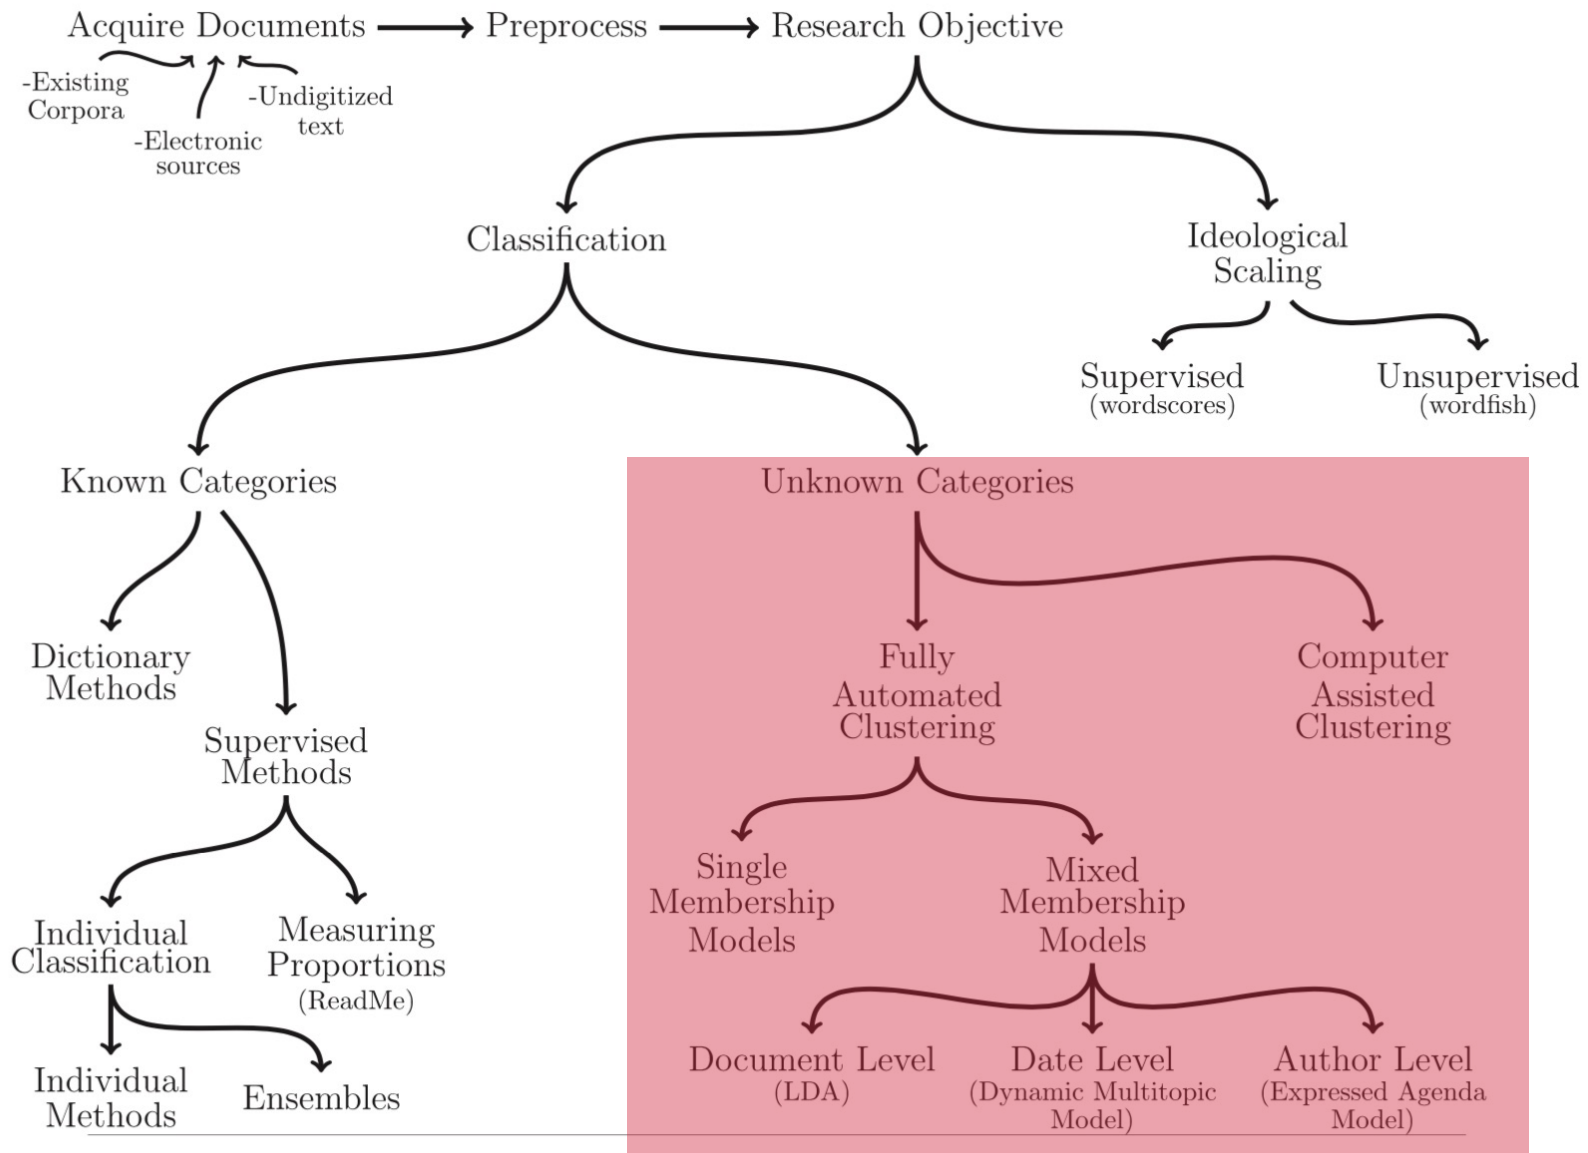 Acquire Documents
Preprocess
Research Objective
-Existing
Corpora
-Electronic
sources
-Undigitized
text
Classification
Ideological
Scaling
Supervised
(wordscores)
Unsupervised
(wordfish)
Known Categories
Unknown Categories
Dictionary
Methods
Supervised
Methods
Fully
Automated
Clustering
Computer
Assisted
Clustering
Individual
Classification
Measuring
Proportions
(ReadMe)
Single
Membership
Models
Mixed
Membership
Models
Individual
Methods
Ensembles
Document Level
(LDA)
Date Level
(Dynamic Multitopic
Model)
Author Level
(Expressed Agenda
Model)